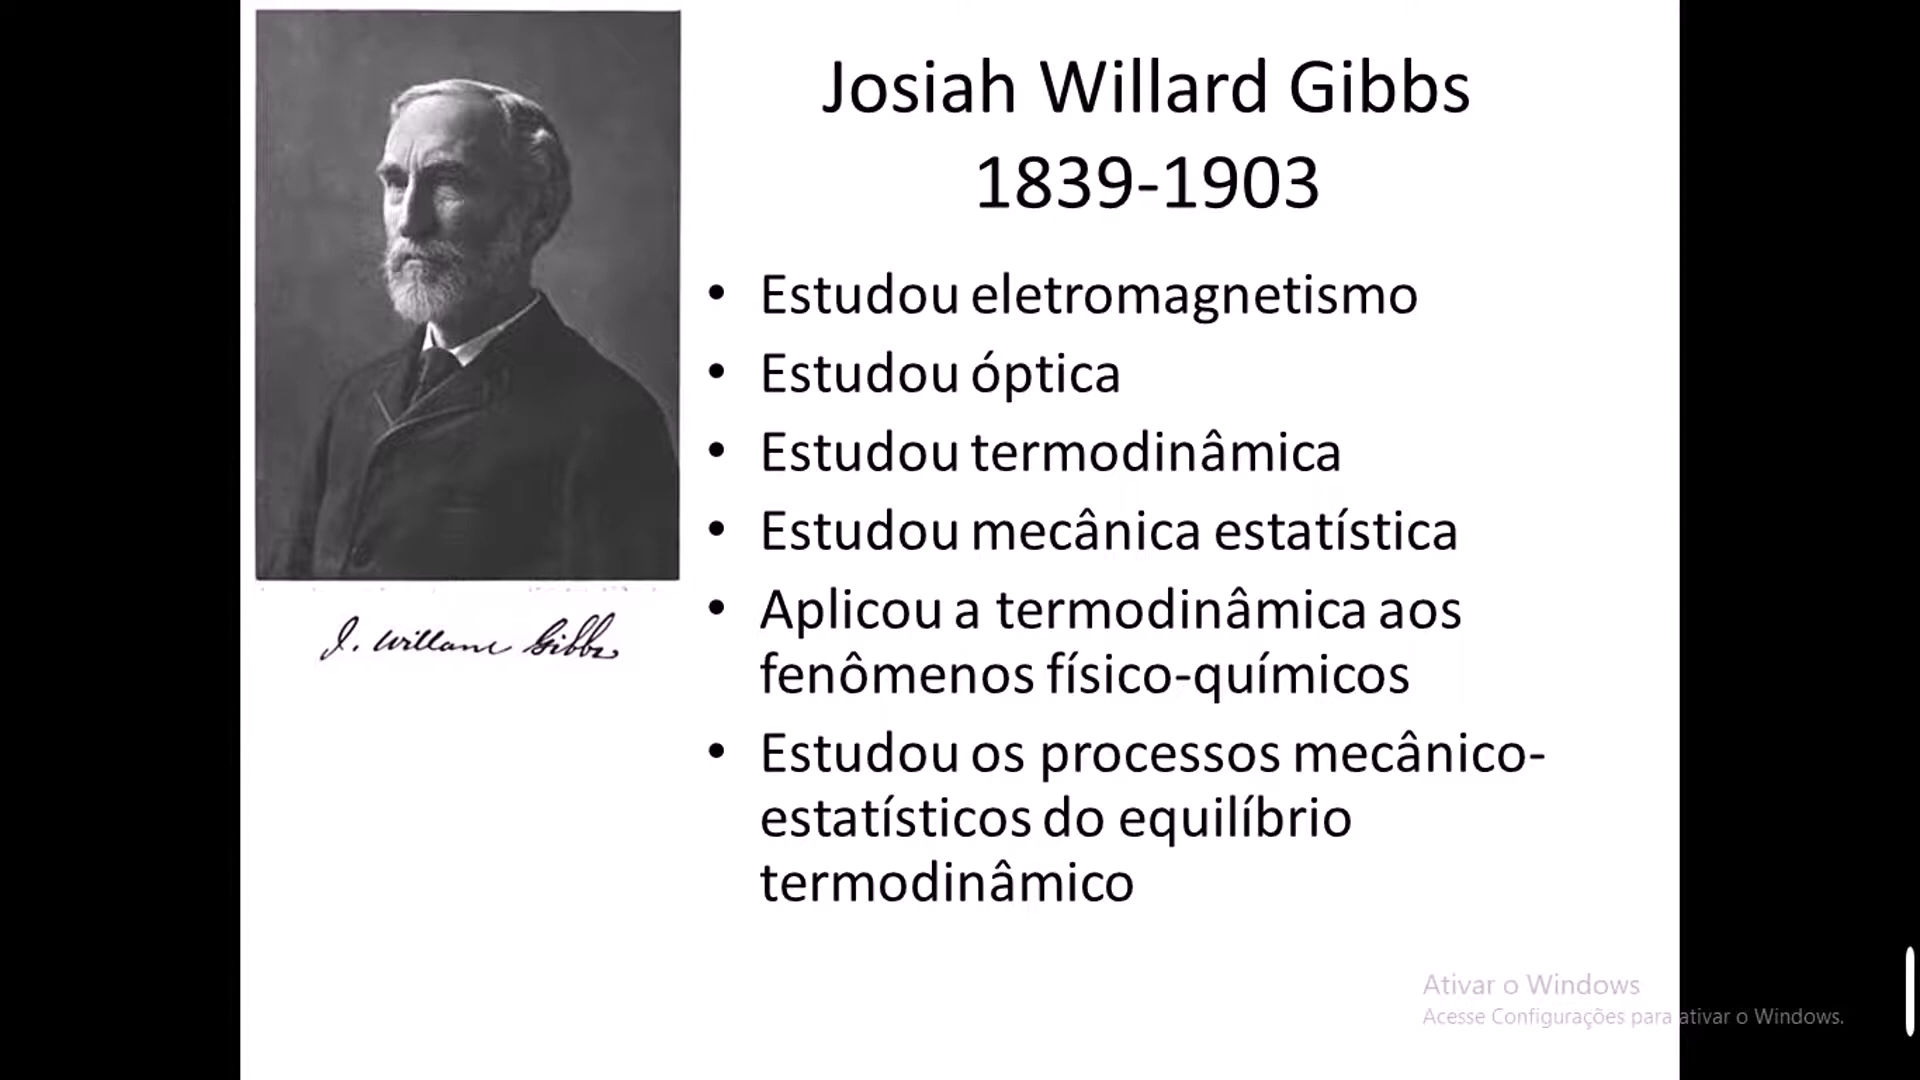 Josiah Willard Gibbs
1839-1903
• Estudou eletromagnetismo
• Estudou óptica
• Estudou termodinâmica
• Estudou mecânica estatística
• Aplicou a termodinâmica aos
fenômenos físico-químicos
• Estudou os processos mecânico-
estatísticos do equilíbrio
termodinâmico
J. Willard Gibbs
Ativar o Windows
Acesse Configurações para ativar o Windows.